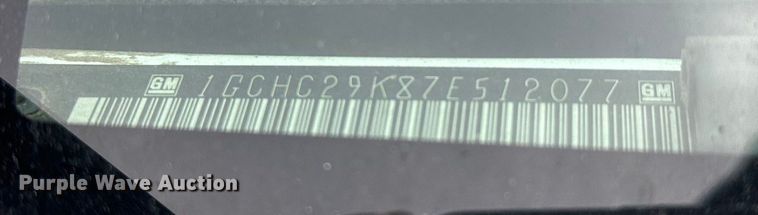 GM 1GCHC29K87E512077 GM
Purple Wave Auction